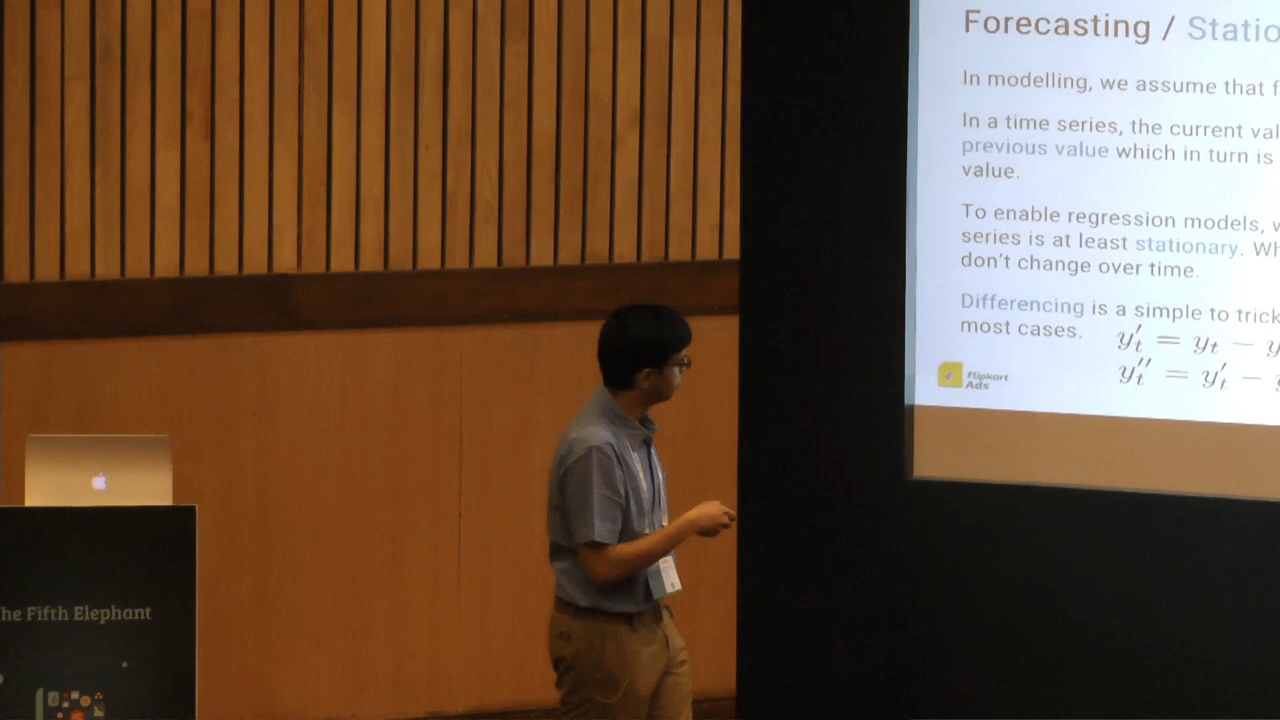 Forecasting / Statio
In modelling, we assume that f
In a time series, the current val
previous value which in turn is
value.
To enable regression models, w
series is at least stationary. Wh
don't change over time.
Differencing is a simple to trick
most cases.
y't = yt − y
y''t = y't −
Flipkart
Ads
he Fifth Elephant